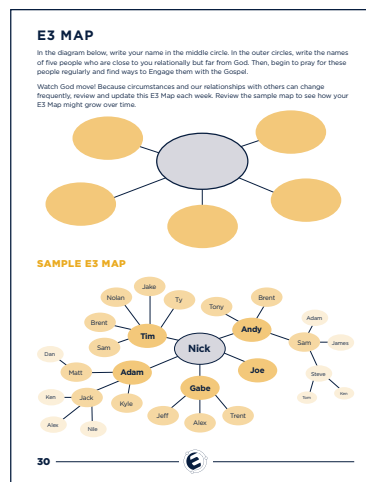 E3 MAP
In the diagram below, write your name in the middle circle. In the outer circles, write the names
of five people who are close to you relationally but far from God. Then, begin to pray for these
people regularly and find ways to Engage them with the Gospel.
Watch God move! Because circumstances and our relationships with others can change
frequently, review and update this E3 Map each week. Review the sample map to see how your
E3 Map might grow over time.
SAMPLE E3 MAP
Jake
Nolan
Ty
Tony
Brent
Brent
Tim
Andy
Adam
Sam
Nick
Sam
James
Dan
Matt
Adam
Joe
Steve
Gabe
Ken
Jack
Kyle
Tom
Ken
Jeff
Alex
Trent
Alex
Nile
30
E